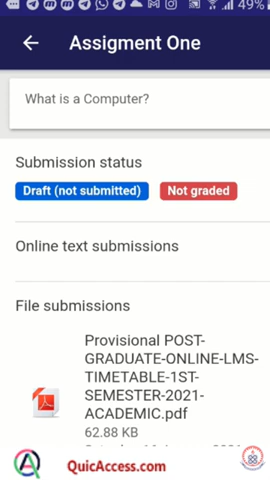 49%
Assigment One
What is a Computer?
Submission status
Draft (not submitted) Not graded
Online text submissions
File submissions
Provisional POST-
GRADUATE-ONLINE-LMS-
TIMETABLE-1ST-
SEMESTER-2021-
ACADEMIC.pdf
62.88 KB
QuicAccess.com